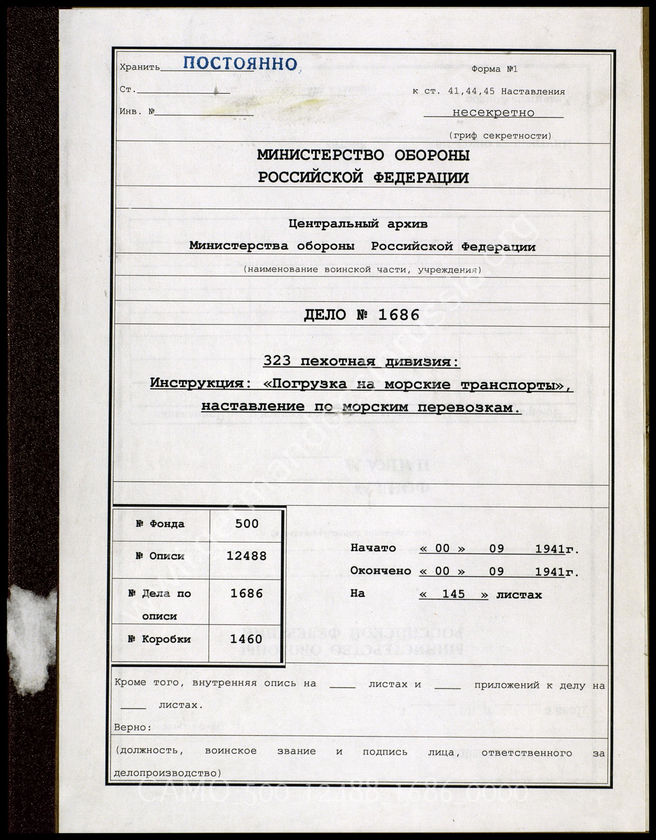 Хранить ПОСТОЯННО
Форма №1
Ст.
к ст. 41,44,45 Наставления
Инв. №
несекретно
(гриф секретности)
МИНИСТЕРСТВО ОБОРОНЫ
РОССИЙСКОЙ ФЕДЕРАЦИИ
Центральный архив
Министерства обороны Российской Федерации
(наименование воинской части, учреждения)
ДЕЛО № 1686
323 пехотная дивизия:
Инструкция: «Погрузка на морские транспорты»,
наставление по морским перевозкам.
№ Фонда 500
№ Описи 12488
№ Дела по описи 1686
№ Коробки 1460
Начато « 00 » 09 1941г.
Окончено « 00 » 09 1941г.
На « 145 » листах
Кроме того, внутренняя опись на ___ листах и ___ приложений к делу на
___ листах.
Верно:
(должность, воинское звание и подпись лица, ответственного за
делопроизводство)